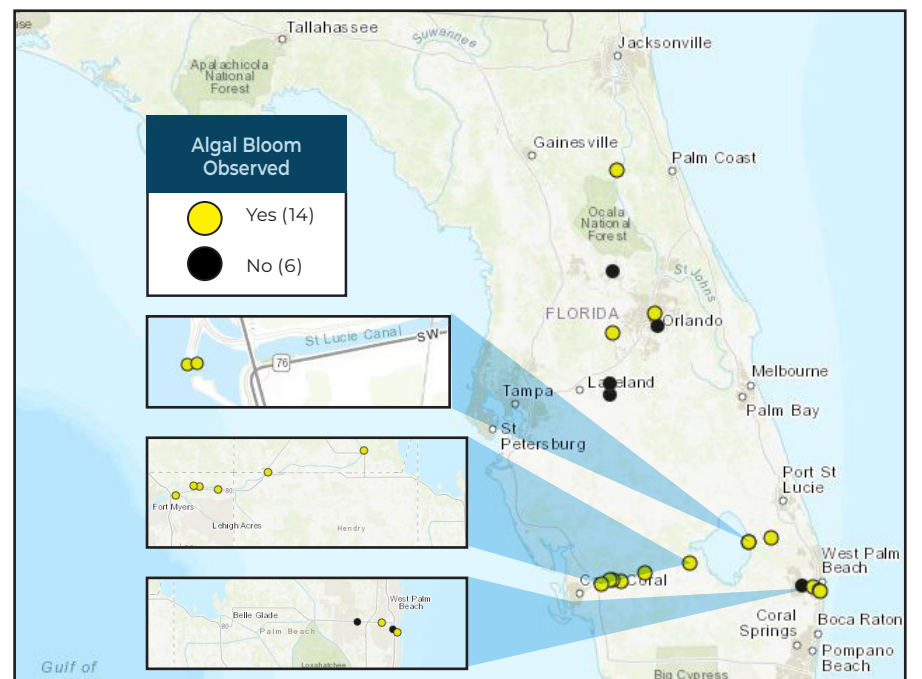 Tallahassee
Suwannee
Jacksonville
Apalachicola
National
Forest
Gainesville
Palm Coast
Algal Bloom
Observed
Yes (14)
No (6)
Ocala
National
Forest
St Johns
FLORIDA
Orlando
St Lucie Canal
SW
76
Melbourne
Lakeland
Tampa
Palm Bay
St
Petersburg
Port St
Lucie
80
Fort Myers
Lehigh Acres
Hendry
West Palm
Beach
Cape Coral
West Palm
Beach
Belle Glade
80
Palm Beach
Loxahatchee
Coral
Springs
Boca Raton
Pompano
Beach
Gulf of
Big Cypress